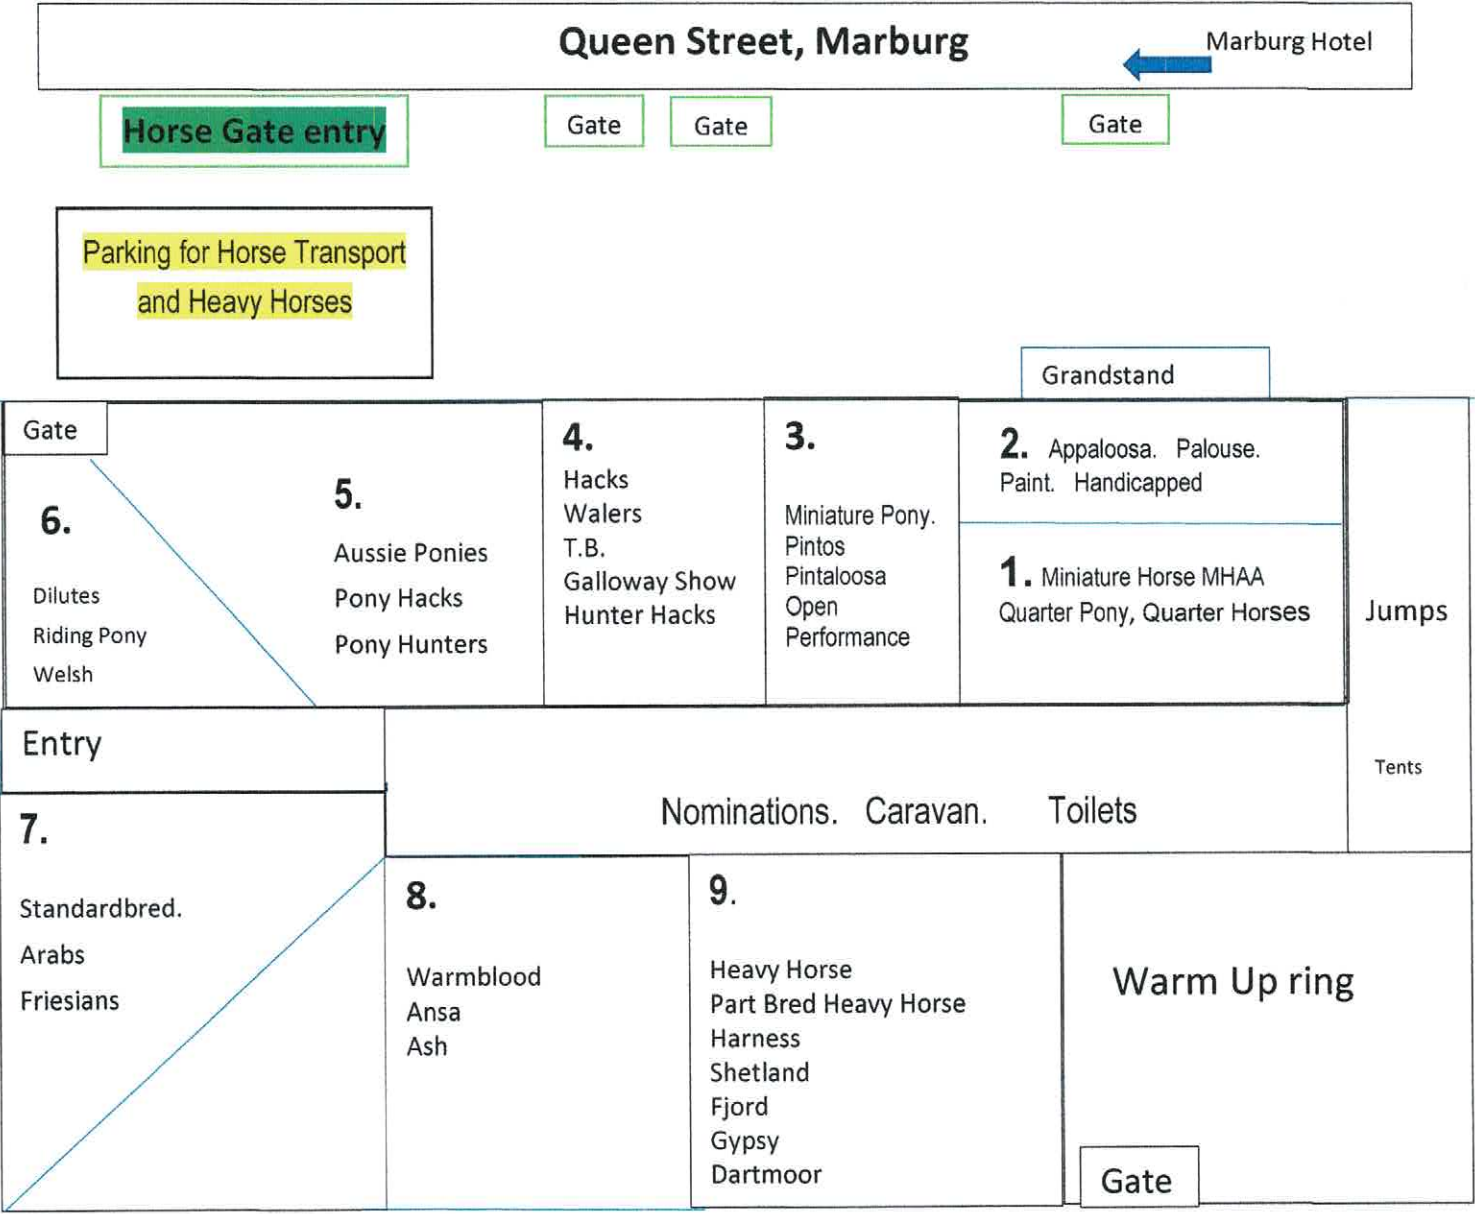 Queen Street, Marburg
Marburg Hotel
Horse Gate entry
Gate
Gate
Gate
Parking for Horse Transport
and Heavy Horses
Grandstand
Gate
6.
Dilutes
Riding Pony
Welsh
5.
Aussie Ponies
Pony Hacks
Pony Hunters
4.
Hacks
Walers
T.B.
Galloway Show
Hunter Hacks
3.
Miniature Pony.
Pintos
Pintaloosa
Open
Performance
2. Appaloosa. Palouse.
Paint. Handicapped
1. Miniature Horse MHAA
Quarter Pony, Quarter Horses
Jumps
Tents
Entry
Nominations. Caravan. Toilets
7.
Standardbred.
Arabs
Friesians
8.
Warmblood
Ansa
Ash
9.
Heavy Horse
Part Bred Heavy Horse
Harness
Shetland
Fjord
Gypsy
Dartmoor
Warm Up ring
Gate